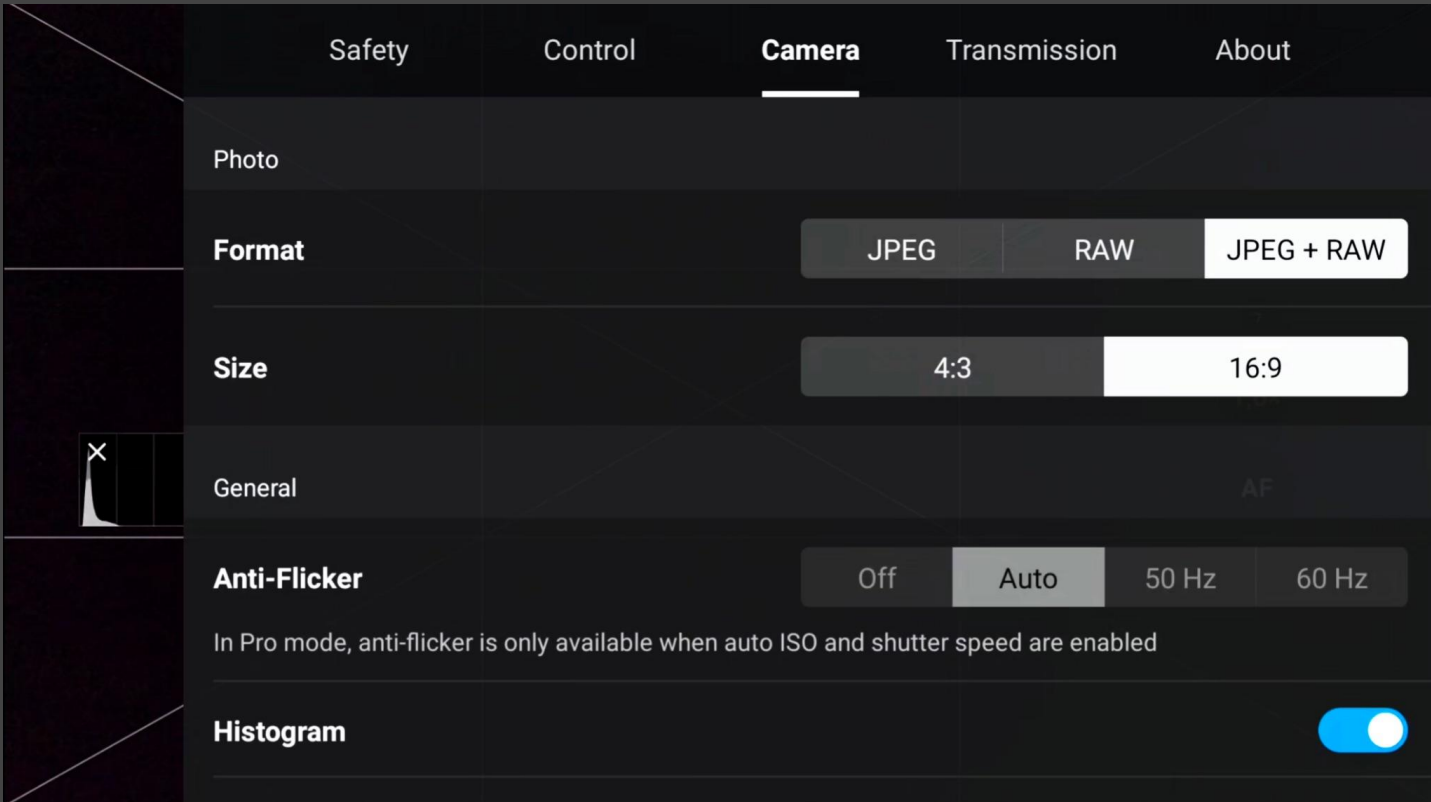 Safety Control Camera Transmission About
Photo
Format JPEG RAW JPEG + RAW
Size 4:3 16:9
General AF
Anti-Flicker Off Auto 50 Hz 60 Hz
In Pro mode, anti-flicker is only available when auto ISO and shutter speed are enabled
Histogram